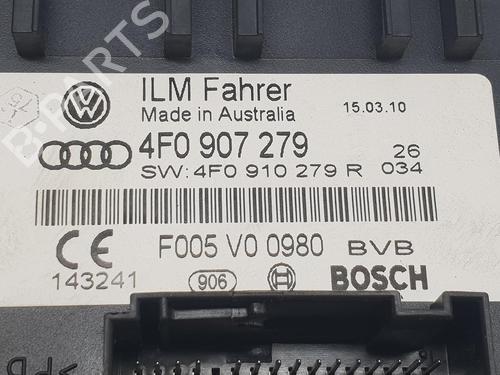 B-PARTS
ILM Fahrer
Made in Australia
15.03.10
4F0 907 279
26
SW: 4F0 910 279 R
034
F005 V0 0980
BVB
CE
143241
906
BOSCH